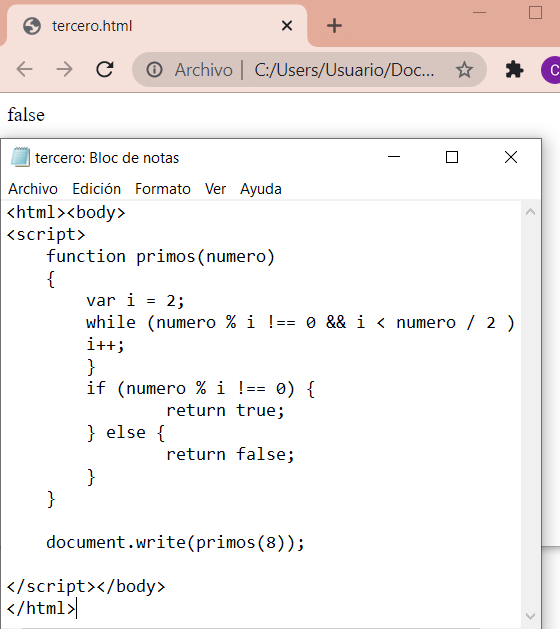 tercero.html
Archivo | C:/Users/Usuario/Doc...
C
false
tercero: Bloc de notas
Archivo Edición Formato Ver Ayuda
<html><body>
<script>
    function primos(numero)
    {
        var i = 2;
        while (numero % i !== 0 && i < numero / 2 )
        i++;
        }
        if (numero % i !== 0) {
                return true;
        } else {
                return false;
        }
    }

    document.write(primos(8));

</script></body>
</html>